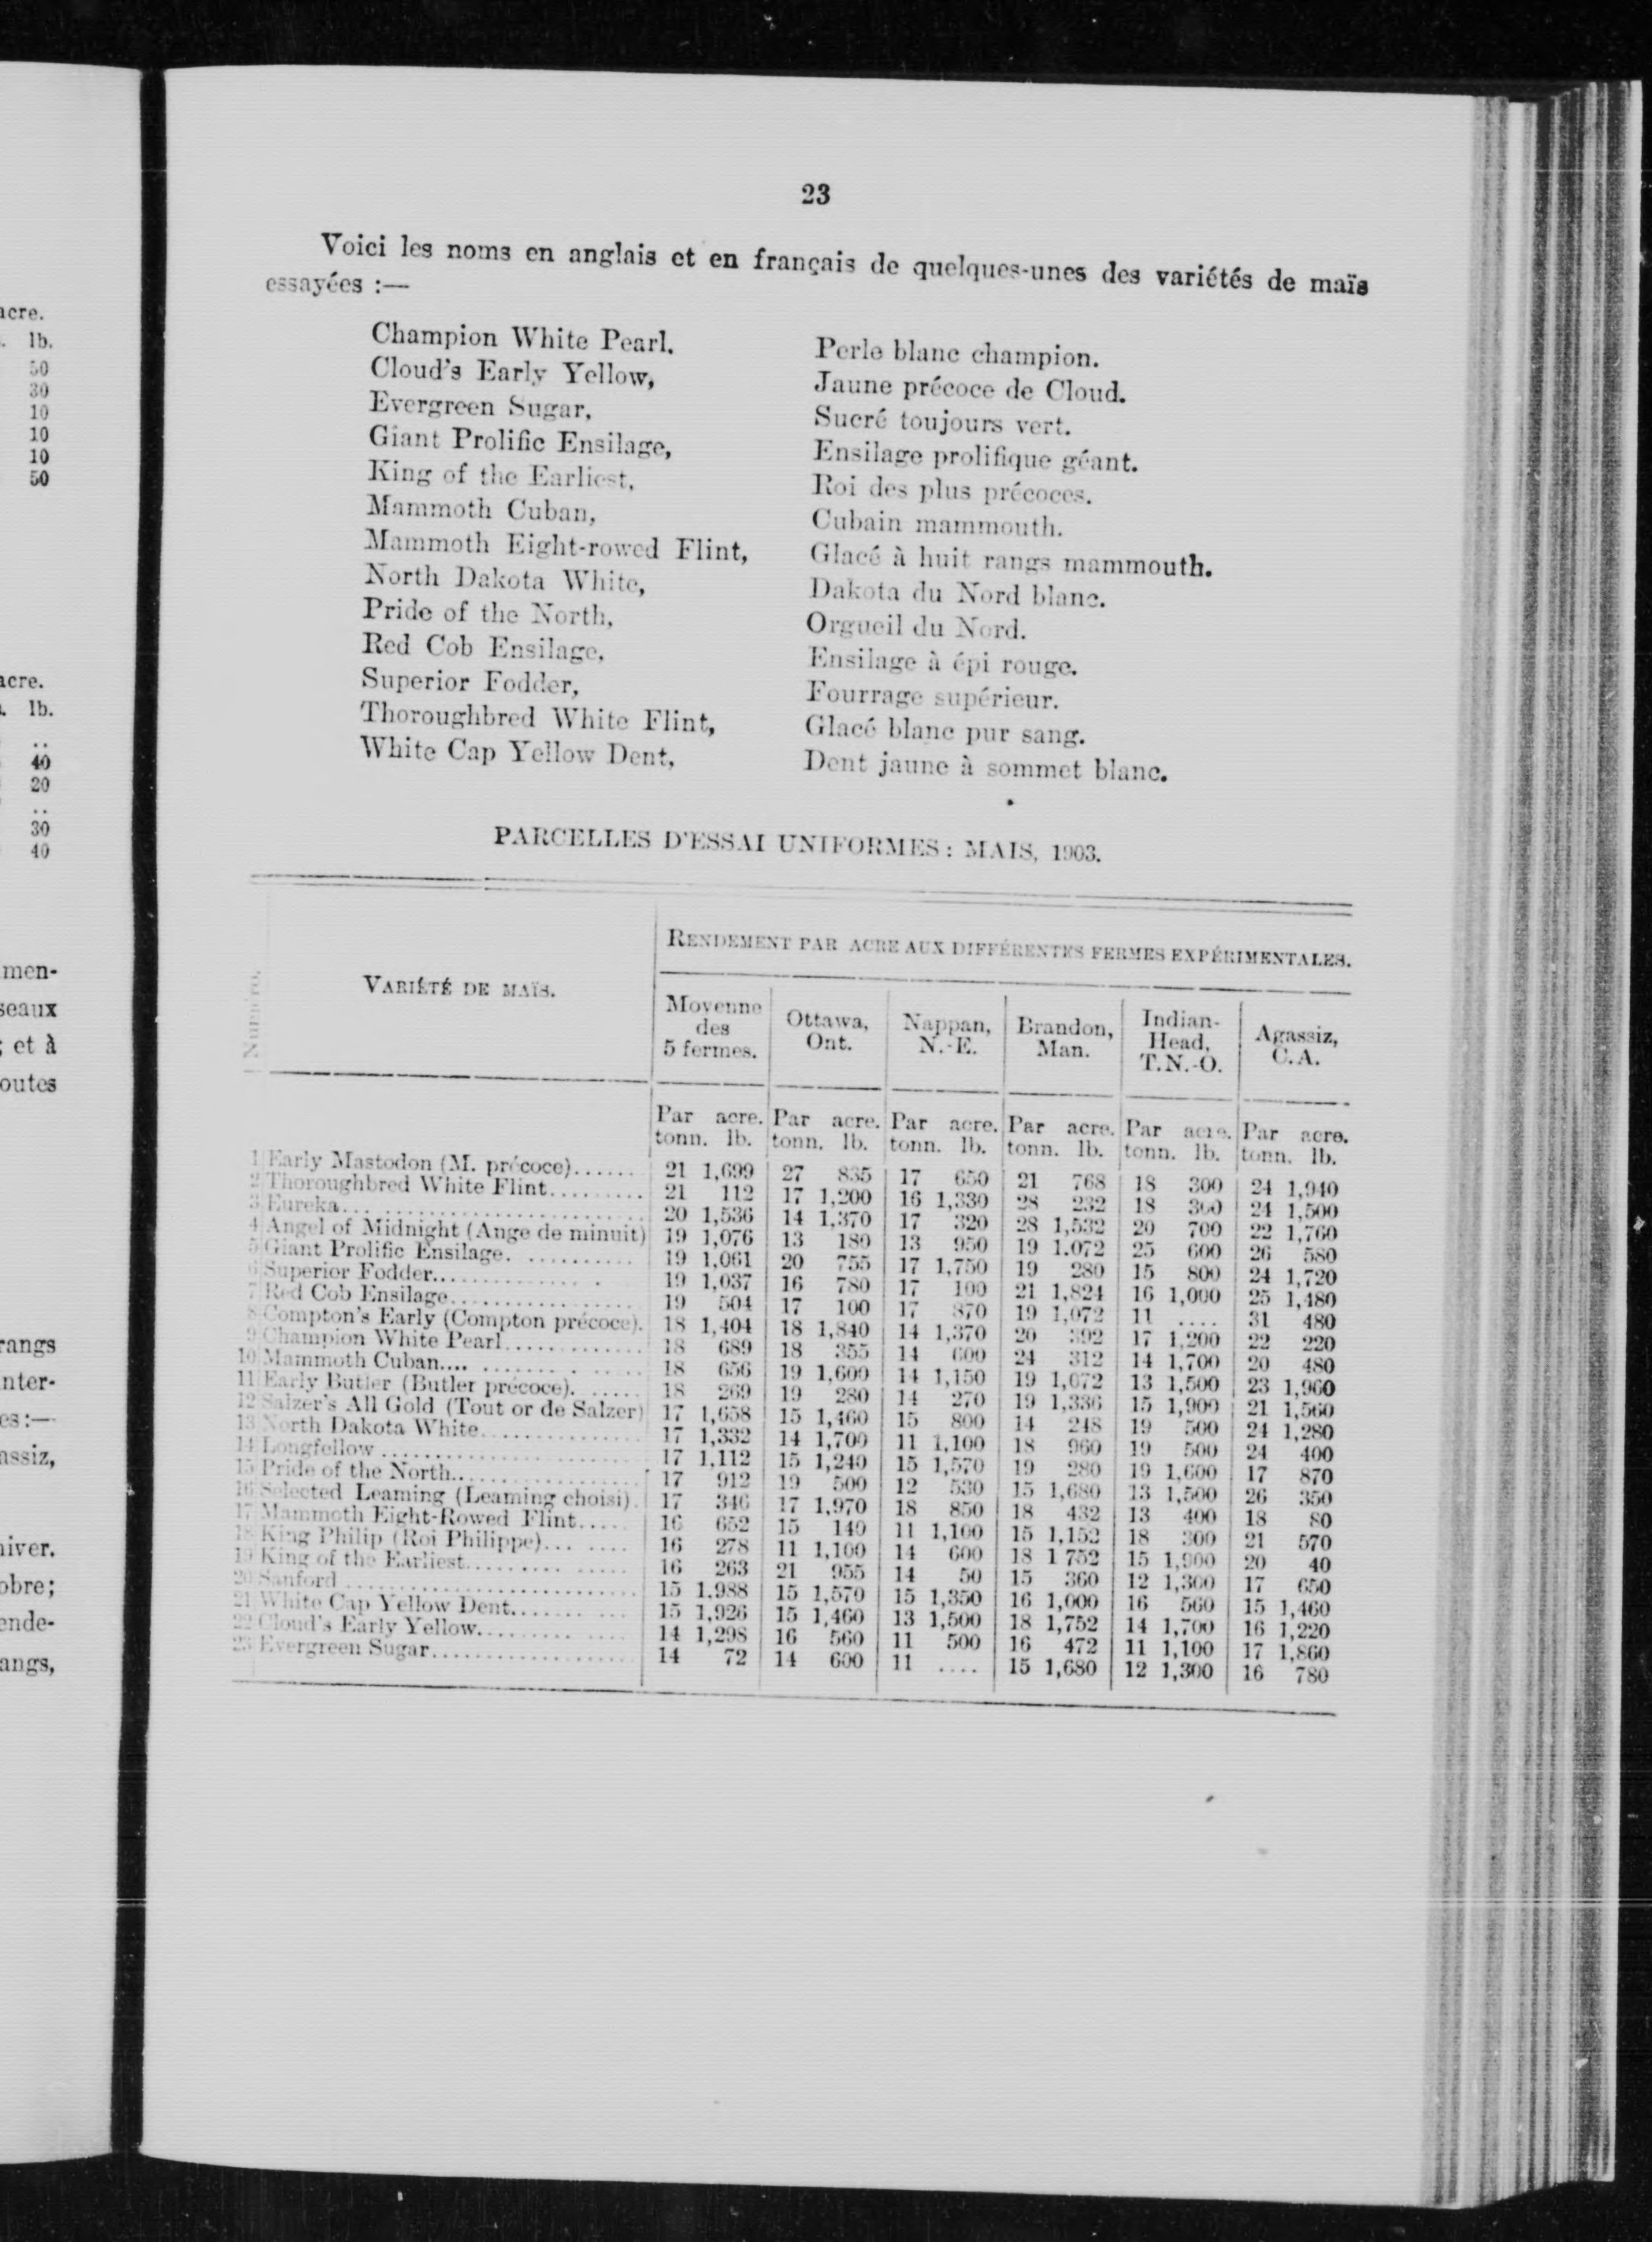 23
Voici les noms en anglais et en français de quelques-unes des variétés de maïs
essayées :—
Champion White Pearl, Perle blanc champion.
Cloud's Early Yellow, Jaune précoce de Cloud.
Evergreen Sugar, Sucré toujours vert.
Giant Prolific Ensilage, Ensilage prolifique géant.
King of the Earliest, Roi des plus précoces.
Mammoth Cuban, Cubain mammouth.
Mammoth Eight-rowed Flint, Glacé à huit rangs mammouth.
North Dakota White, Dakota du Nord blanc.
Pride of the North, Orgueil du Nord.
Red Cob Ensilage, Ensilage à épi rouge.
Superior Fodder, Fourrage supérieur.
Thoroughbred White Flint, Glacé blanc pur sang.
White Cap Yellow Dent, Dent jaune à sommet blanc.
PARCELLES D'ESSAI UNIFORMES : MAIS, 1903.
Numéro.
VARIÉTÉ DE MAÏS.
RENDEMENT PAR ACRE AUX DIFFÉRENTES FERMES EXPÉRIMENTALES.
Moyenne des 5 fermes. Ottawa, Ont. Nappan, N.-E. Brandon, Man. Indian-Head, T.N.-O. Agassiz, C.A.
Par acre. Par acre. Par acre. Par acre. Par acre. Par acre.
tonn. lb. tonn. lb. tonn. lb. tonn. lb. tonn. lb. tonn. lb.
1 Early Mastodon (M. précoce)...... 21 1,699 27 835 17 650 21 768 18 300 24 1,940
2 Thoroughbred White Flint......... 21 112 17 1,200 16 1,330 28 232 18 300 24 1,500
3 Eureka... 20 1,536 14 1,370 17 320 28 1,532 20 700 22 1,760
4 Angel of Midnight (Ange de minuit) 19 1,076 13 180 13 950 19 1.072 25 600 26 580
5 Giant Prolific Ensilage. 19 1,061 20 755 17 1,750 19 280 15 800 24 1,720
6 Superior Fodder.. 19 1,037 16 780 17 100 21 1,824 16 1,000 25 1,480
7 Red Cob Ensilage.. 19 504 17 100 17 870 19 1,072 11 .... 31 480
8 Compton's Early (Compton précoce). 18 1,404 18 1,840 14 1,370 20 392 17 1,200 22 220
9 Champion White Pearl... 18 689 18 355 14 600 24 312 14 1,700 20 480
10 Mammoth Cuban.... 18 656 19 1,600 14 1,150 19 1,072 13 1,500 23 1,960
11 Early Butler (Butler précoce). 18 269 19 280 14 270 19 1,336 15 1,900 21 1,560
12 Salzer's All Gold (Tout or de Salzer) 17 1,658 15 1,460 15 800 14 248 19 500 24 1,280
13 North Dakota White... 17 1,332 14 1,700 11 1,100 18 960 19 500 24 400
14 Longfellow ... 17 1,112 15 1,240 15 1,570 19 280 19 1,600 17 870
15 Pride of the North... 17 912 19 500 12 530 15 1,680 13 1,500 26 350
16 Selected Leaming (Leaming choisi). 17 346 17 1,970 18 850 18 432 13 400 18 80
17 Mammoth Eight-Rowed Flint..... 16 652 15 140 11 1,100 15 1,152 18 300 21 570
18 King Philip (Roi Philippe)... 16 278 11 1,100 14 600 18 1 752 15 1,900 20 40
19 King of the Earliest... 16 263 21 955 14 50 15 360 12 1,300 17 650
20 Sanford ... 15 1.988 15 1,570 15 1,350 16 1,000 16 560 15 1,460
21 White Cap Yellow Dent... 15 1,926 15 1,460 13 1,500 18 1,752 14 1,700 16 1,220
22 Cloud's Early Yellow... 14 1,298 16 560 11 500 16 472 11 1,100 17 1,860
23 Evergreen Sugar... 14 72 14 600 11 .... 15 1,680 12 1,300 16 780
acre.
lb.
50
30
10
10
10
50
acre.
lb.
..
40
20
..
30
40
men-
seaux
; et à
outes
rangs
nter-
es :—
assiz,
iver.
obre ;
ende-
angs,